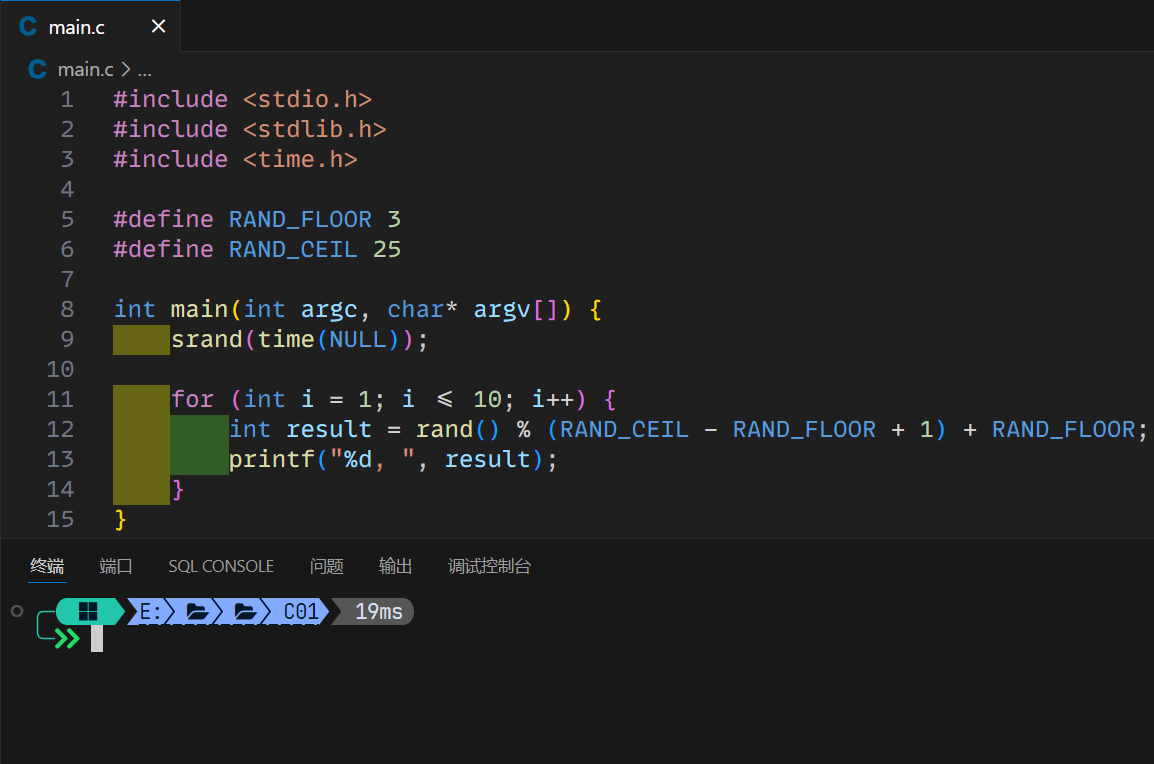 C main.c ×
C main.c > ...
1 #include <stdio.h>
2 #include <stdlib.h>
3 #include <time.h>
4
5 #define RAND_FLOOR 3
6 #define RAND_CEIL 25
7
8 int main(int argc, char* argv[]) {
9     srand(time(NULL));
10
11     for (int i = 1; i <= 10; i++) {
12         int result = rand() % (RAND_CEIL - RAND_FLOOR + 1) + RAND_FLOOR;
13         printf("%d, ", result);
14     }
15 }
终端 端口 SQL CONSOLE 问题 输出 调试控制台
E: C01 19ms